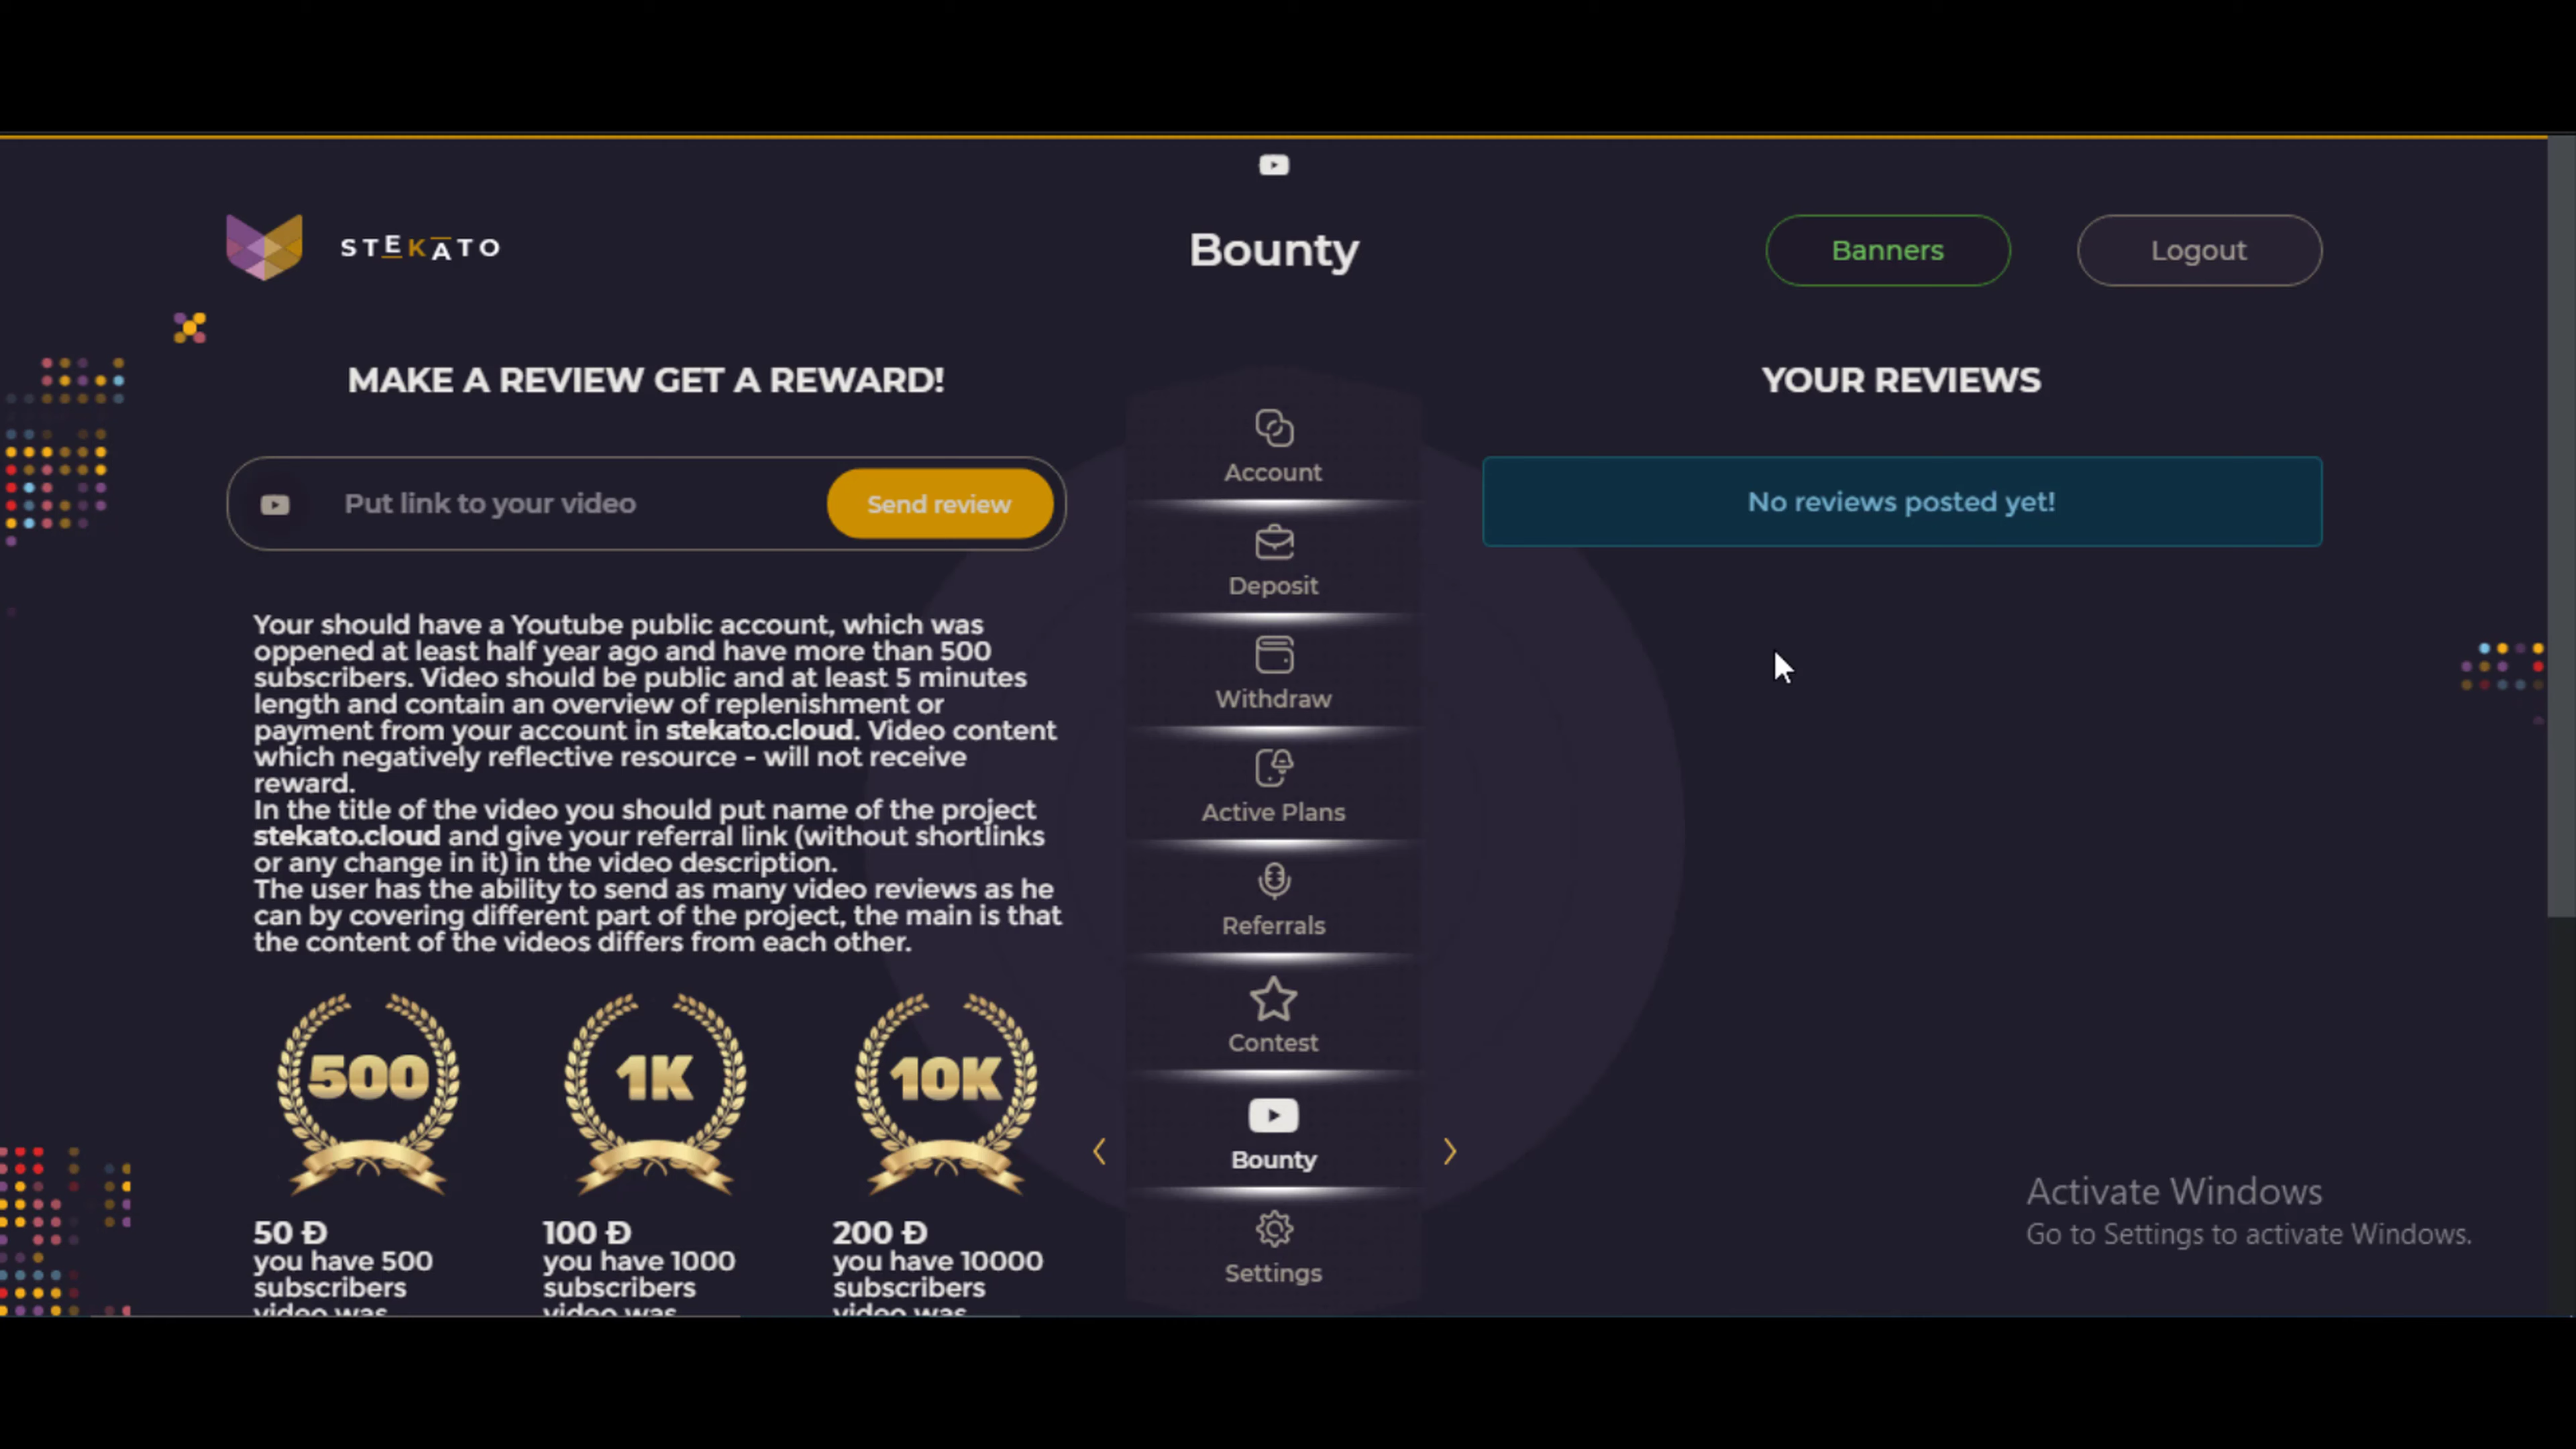 STEKATO
Bounty
Banners
Logout
MAKE A REVIEW GET A REWARD!
Put link to your video
Send review
Your should have a Youtube public account, which was
oppened at least half year ago and have more than 500
subscribers. Video should be public and at least 5 minutes
length and contain an overview of replenishment or
payment from your account in stekato.cloud. Video content
which negatively reflective resource - will not receive
reward.
In the title of the video you should put name of the project
stekato.cloud and give your referral link (without shortlinks
or any change in it) in the video description.
The user has the ability to send as many video reviews as he
can by covering different part of the project, the main is that
the content of the videos differs from each other.
500
1K
10K
50 Đ
you have 500
subscribers
video was
100 Đ
you have 1000
subscribers
video was
200 Đ
you have 10000
subscribers
video was
Account
Deposit
Withdraw
Active Plans
Referrals
Contest
Bounty
Settings
YOUR REVIEWS
No reviews posted yet!
Activate Windows
Go to Settings to activate Windows.